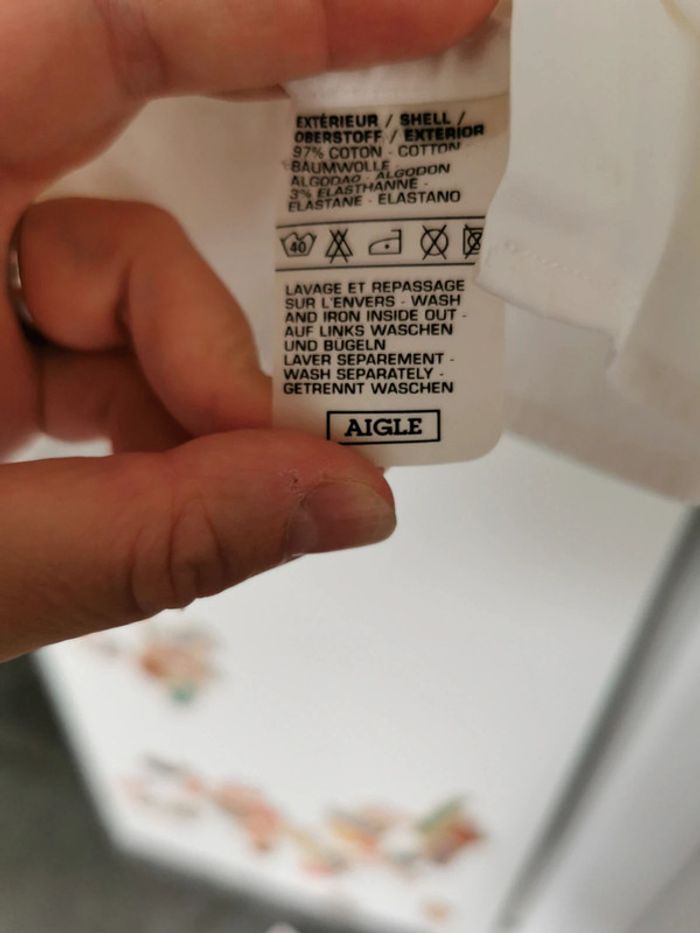 EXTÉRIEUR / SHELL /
OBERSTOFF / EXTERIOR
97% COTON - COTTON
BAUMWOLLE -
ALGODAO - ALGODON
3% ELASTHANNE -
ELASTANE - ELASTANO
40
LAVAGE ET REPASSAGE
SUR L'ENVERS - WASH
AND IRON INSIDE OUT -
AUF LINKS WASCHEN
UND BÜGELN
LAVER SEPAREMENT -
WASH SEPARATELY -
GETRENNT WASCHEN
AIGLE